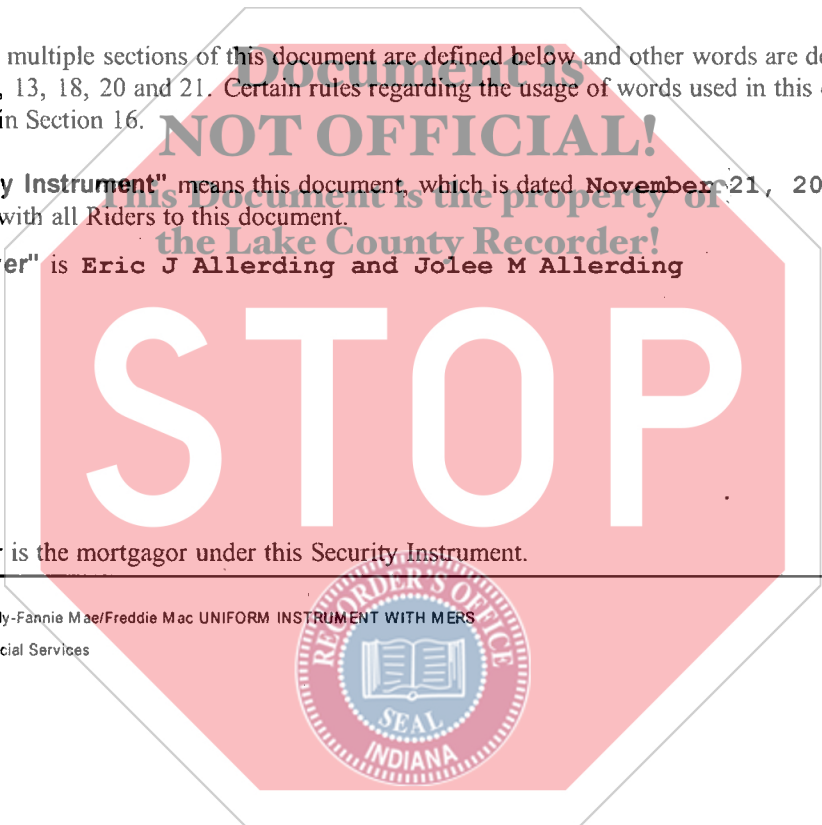 multiple sections of this document are defined below and other words are de
Document is
, 13, 18, 20 and 21. Certain rules regarding the usage of words used in this
in Section 16.
NOT OFFICIAL!
y Instrument" means this document, which is dated November 21, 20
This Document is the property of
with all Riders to this document.
the Lake County Recorder!
er" is Eric J Allerding and Jolee M Allerding
STOP
is the mortgagor under this Security Instrument.
ly-Fannie Mae/Freddie Mac UNIFORM INSTRUMENT WITH MERS
cial Services
RECORDER'S OFFICE
SEAL
INDIANA